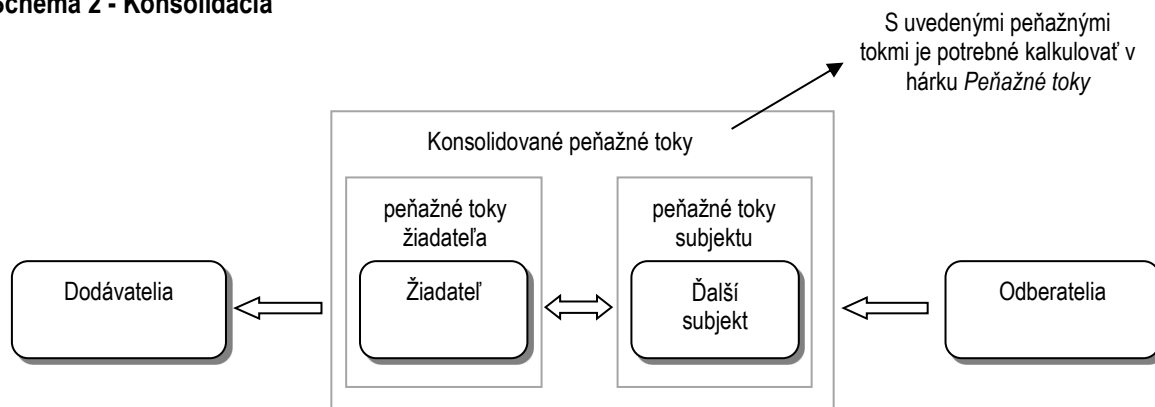 Schéma 2 - Konsolidácia
S uvedenými peňažnými
tokmi je potrebné kalkulovať v
hárku Peňažné toky
Konsolidované peňažné toky
peňažné toky
žiadateľa
peňažné toky
subjektu
Dodávatelia
Žiadateľ
Ďalší
subjekt
Odberatelia